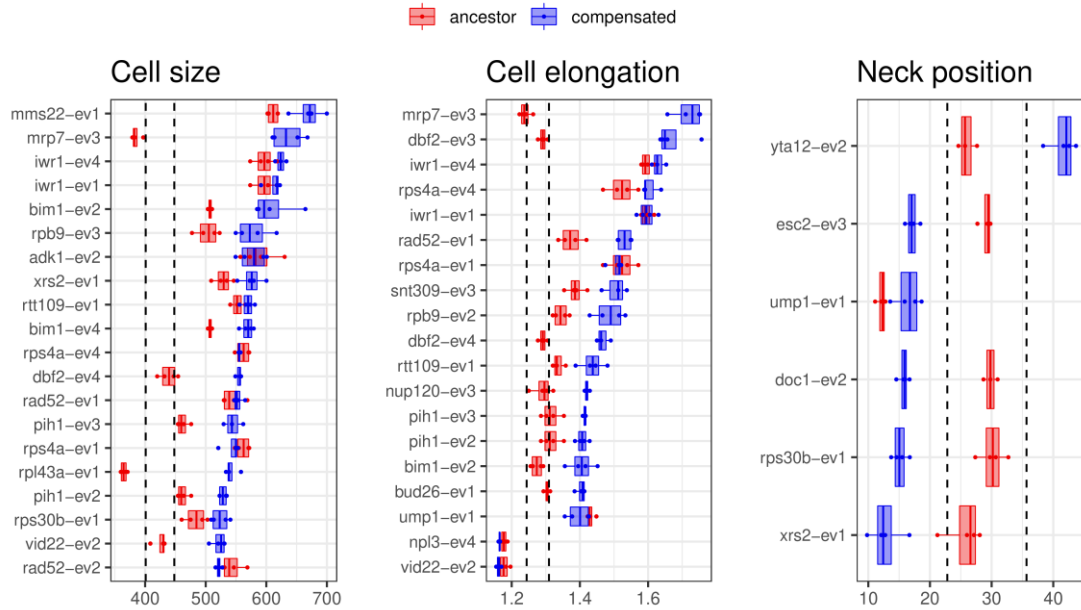 ancestor compensated
Cell size
mms22-ev1
mrp7-ev3
iwr1-ev4
iwr1-ev1
bim1-ev2
rpb9-ev3
adk1-ev2
xrs2-ev1
rtt109-ev1
bim1-ev4
rps4a-ev4
dbf2-ev4
rad52-ev1
pih1-ev3
rps4a-ev1
rpl43a-ev1
pih1-ev2
rps30b-ev1
vid22-ev2
rad52-ev2
400 500 600 700
Cell elongation
mrp7-ev3
dbf2-ev3
iwr1-ev4
rps4a-ev4
iwr1-ev1
rad52-ev1
rps4a-ev1
snt309-ev3
rpb9-ev2
dbf2-ev4
rtt109-ev1
nup120-ev3
pih1-ev3
pih1-ev2
bim1-ev2
bud26-ev1
ump1-ev1
npl3-ev4
vid22-ev2
1.2 1.4 1.6
Neck position
yta12-ev2
esc2-ev3
ump1-ev1
doc1-ev2
rps30b-ev1
xrs2-ev1
10 20 30 40